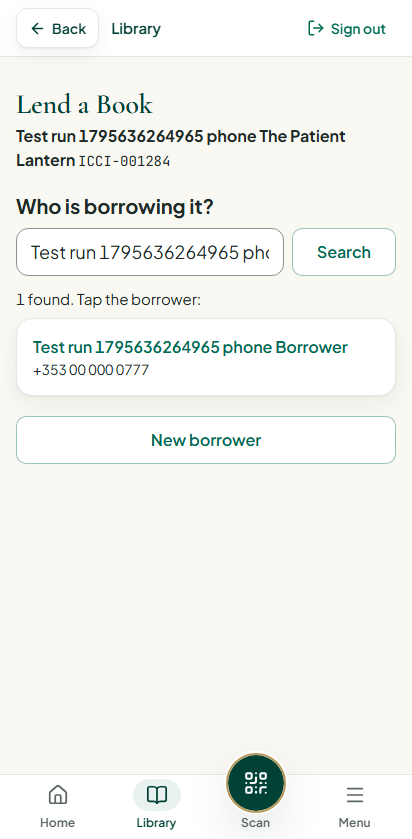 Back Library Sign out
Lend a Book
Test run 1795636264965 phone The Patient
Lantern ICCI-001284
Who is borrowing it?
Test run 1795636264965 pho Search
1 found. Tap the borrower:
Test run 1795636264965 phone Borrower
+353 00 000 0777
New borrower
Home Library Scan Menu